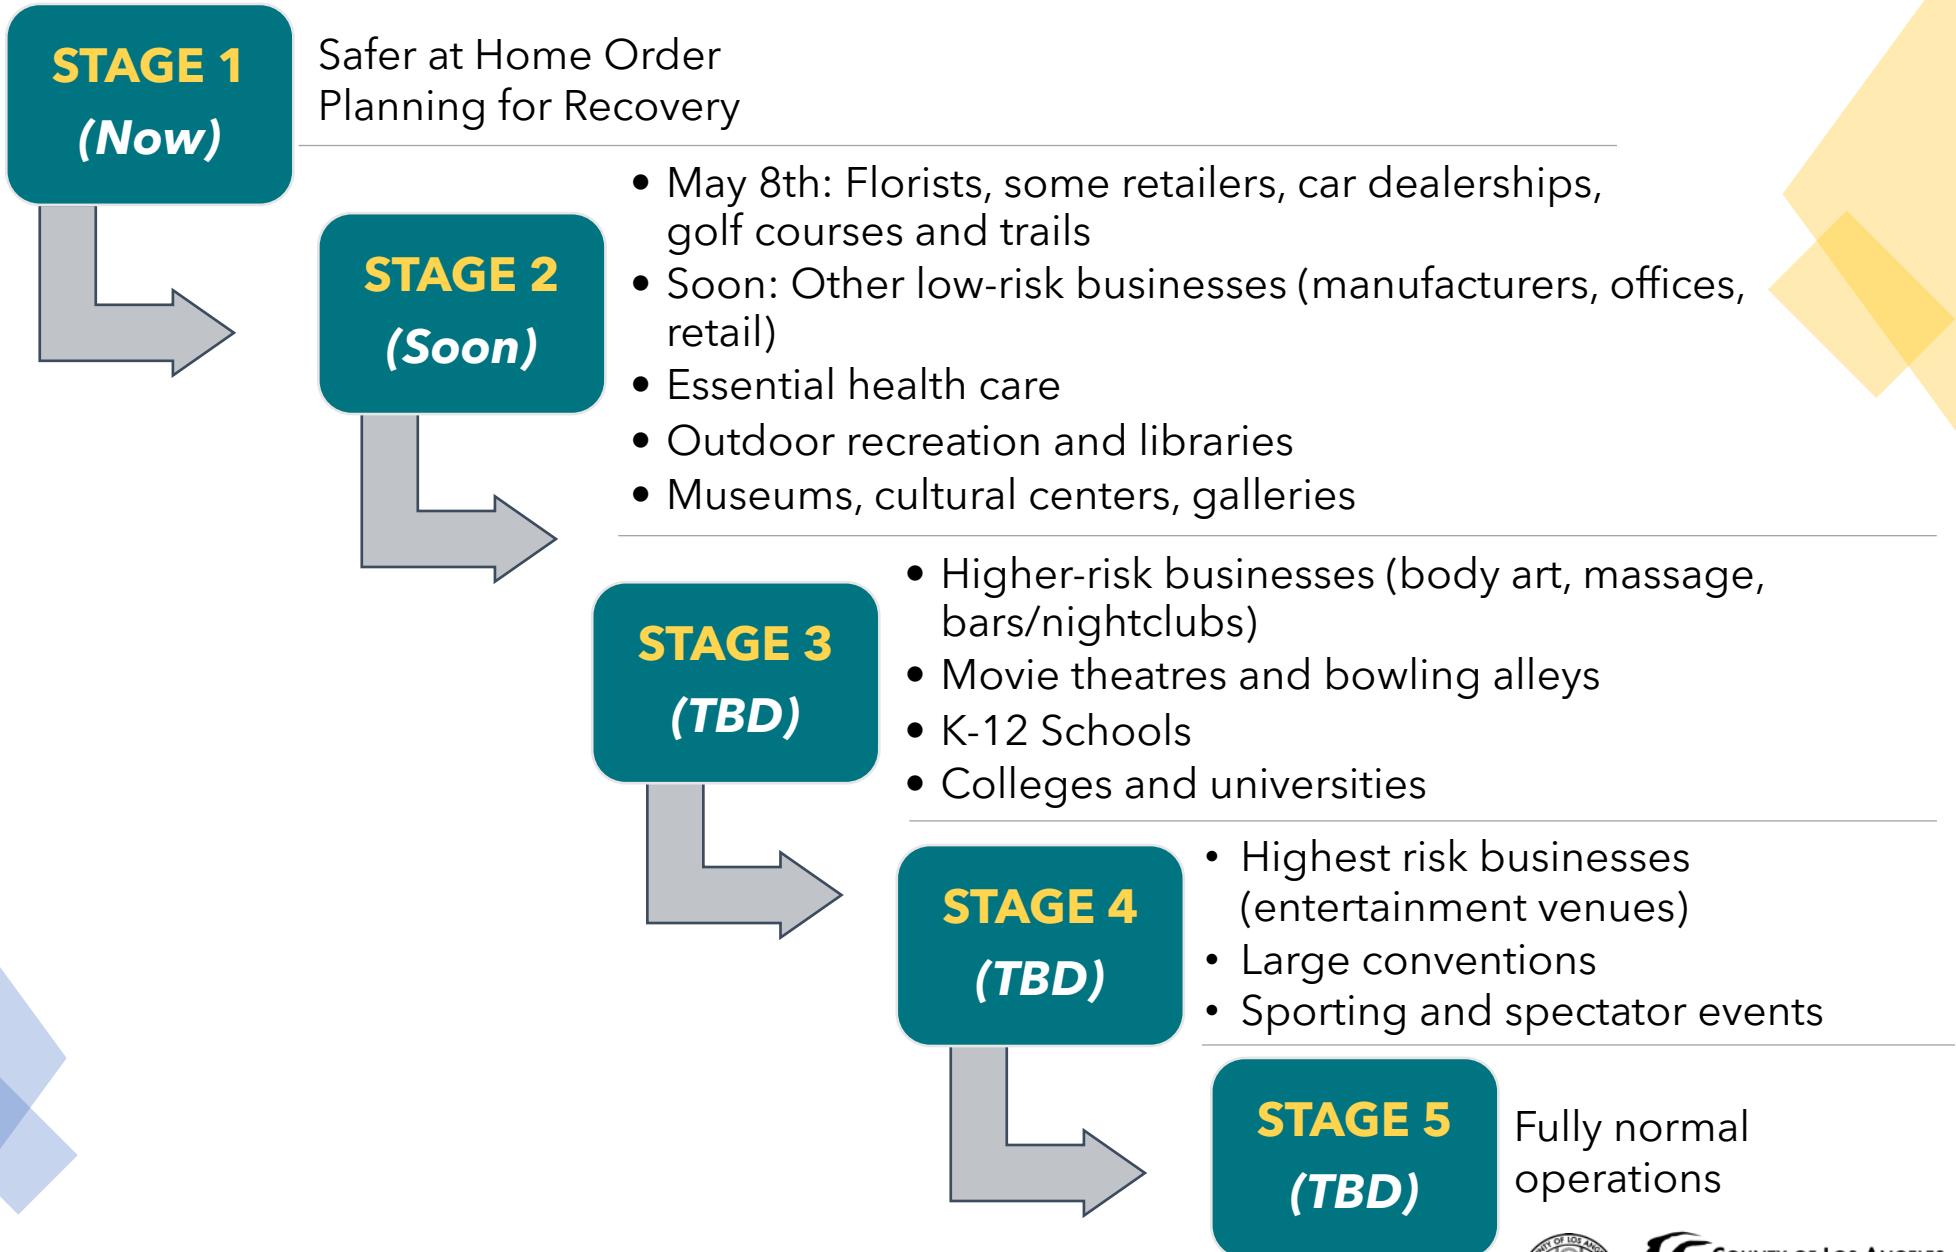 STAGE 1
(Now)
Safer at Home Order
Planning for Recovery
STAGE 2
(Soon)
• May 8th: Florists, some retailers, car dealerships,
golf courses and trails
• Soon: Other low-risk businesses (manufacturers, offices,
retail)
• Essential health care
• Outdoor recreation and libraries
• Museums, cultural centers, galleries
STAGE 3
(TBD)
• Higher-risk businesses (body art, massage,
bars/nightclubs)
• Movie theatres and bowling alleys
• K-12 Schools
• Colleges and universities
STAGE 4
(TBD)
• Highest risk businesses
(entertainment venues)
• Large conventions
• Sporting and spectator events
STAGE 5
(TBD)
Fully normal
operations
COUNTY OF LOS ANGELES